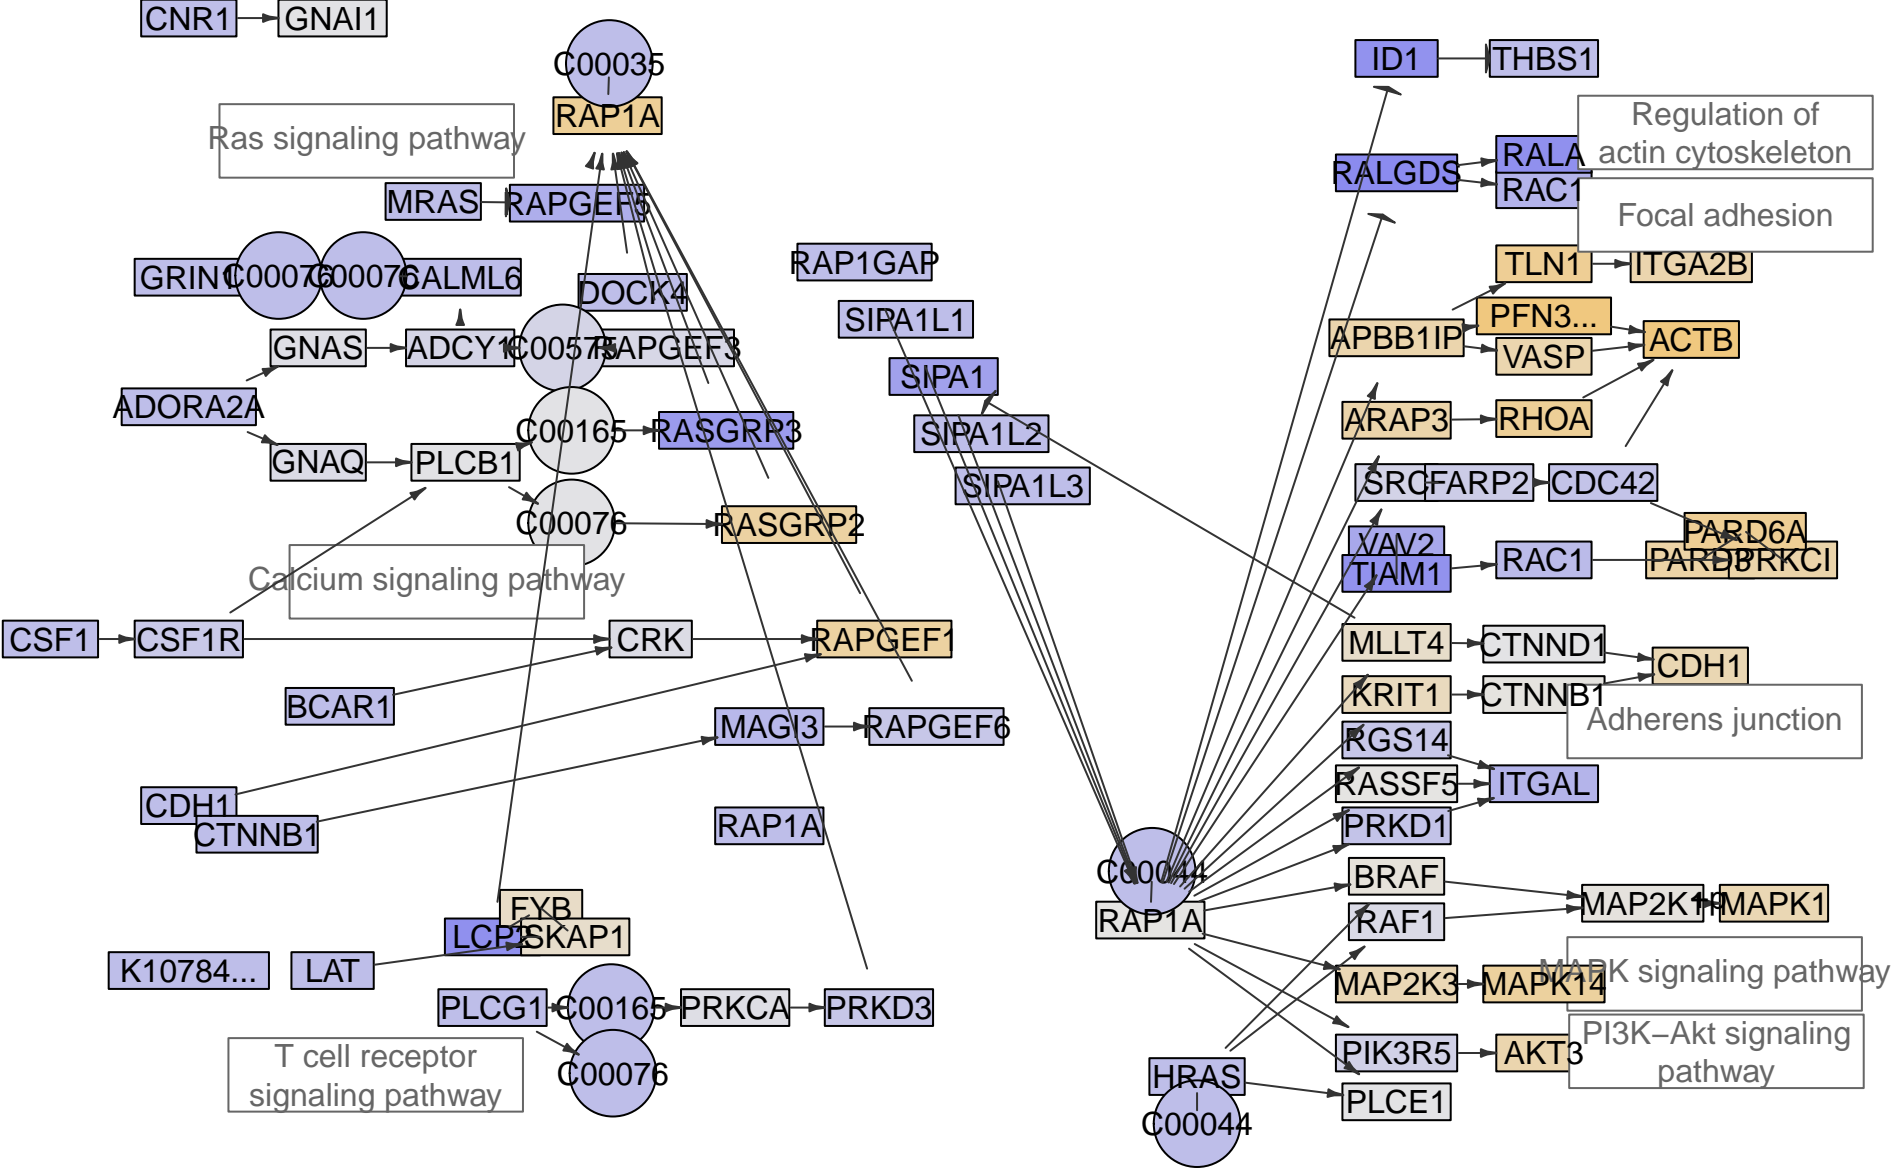 CNR1
GNAI1
C00035
RAP1A
Ras signaling pathway
MRAS
RAPGEF5
GRIN1
C00076
C00076
CALML6
DOCK4
GNAS
ADCY1
C00575
RAPGEF3
ADORA2A
C00165
RASGRP3
GNAQ
PLCB1
C00076
RASGRP2
Calcium signaling pathway
CSF1
CSF1R
CRK
RAPGEF1
BCAR1
MAGI3
RAPGEF6
CDH1
CTNNB1
RAP1A
FYB
LCP2
SKAP1
K10784...
LAT
PLCG1
C00165
PRKCA
PRKD3
T cell receptor
signaling pathway
C00076
RAP1GAP
SIPA1L1
SIPA1
SIPA1L2
SIPA1L3
C00044
RAP1A
HRAS
C00044
ID1
THBS1
Regulation of
actin cytoskeleton
RALGDS
RALA
RAC1
Focal adhesion
TLN1
ITGA2B
APBB1IP
PFN3...
VASP
ACTB
ARAP3
RHOA
SRC
FARP2
CDC42
VAV2
TIAM1
RAC1
PARD6A
PARD3
PRKCI
MLLT4
CTNND1
CDH1
KRIT1
CTNNB1
Adherens junction
RGS14
RASSF5
ITGAL
PRKD1
BRAF
RAF1
MAP2K1
+p
MAPK1
MAPK signaling pathway
MAP2K3
MAPK14
PI3K−Akt signaling
pathway
PIK3R5
AKT3
PLCE1